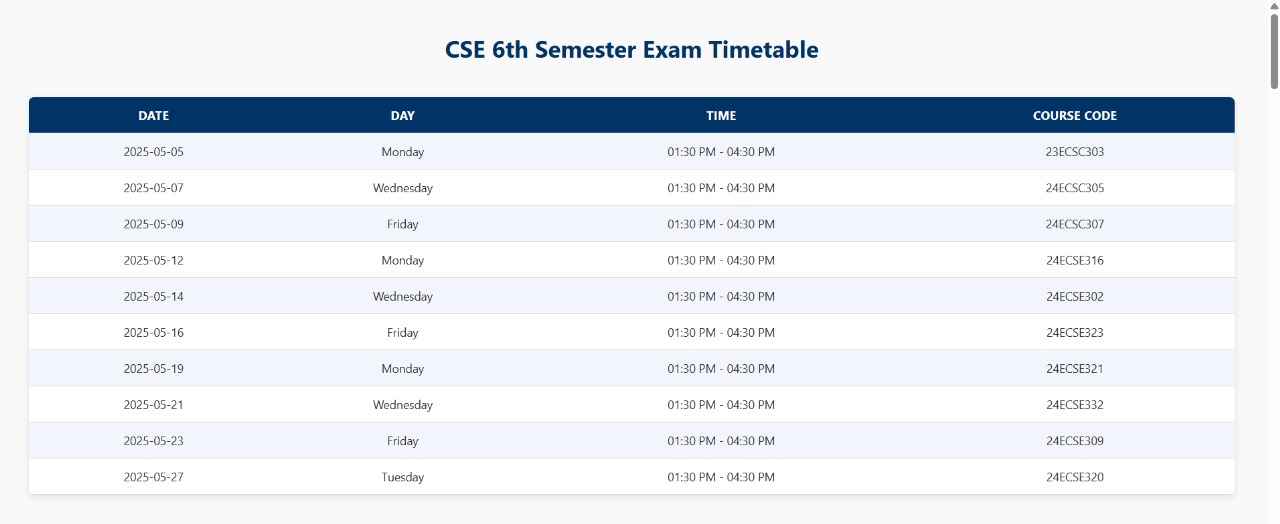 CSE 6th Semester Exam Timetable
DATE DAY TIME COURSE CODE
2025-05-05 Monday 01:30 PM - 04:30 PM 23ECSC303
2025-05-07 Wednesday 01:30 PM - 04:30 PM 24ECSC305
2025-05-09 Friday 01:30 PM - 04:30 PM 24ECSC307
2025-05-12 Monday 01:30 PM - 04:30 PM 24ECSE316
2025-05-14 Wednesday 01:30 PM - 04:30 PM 24ECSE302
2025-05-16 Friday 01:30 PM - 04:30 PM 24ECSE323
2025-05-19 Monday 01:30 PM - 04:30 PM 24ECSE321
2025-05-21 Wednesday 01:30 PM - 04:30 PM 24ECSE332
2025-05-23 Friday 01:30 PM - 04:30 PM 24ECSE309
2025-05-27 Tuesday 01:30 PM - 04:30 PM 24ECSE320